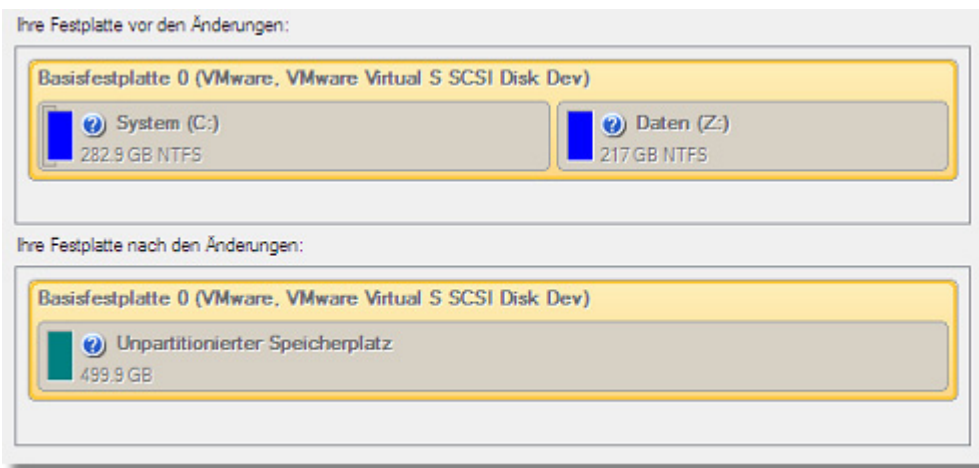 Ihre Festplatte vor den Änderungen:
Basisfestplatte 0 (VMware, VMware Virtual S SCSI Disk Dev)
System (C:)
282.9 GB NTFS
Daten (Z:)
217 GB NTFS
Ihre Festplatte nach den Änderungen:
Basisfestplatte 0 (VMware, VMware Virtual S SCSI Disk Dev)
Unpartitionierter Speicherplatz
499.9 GB